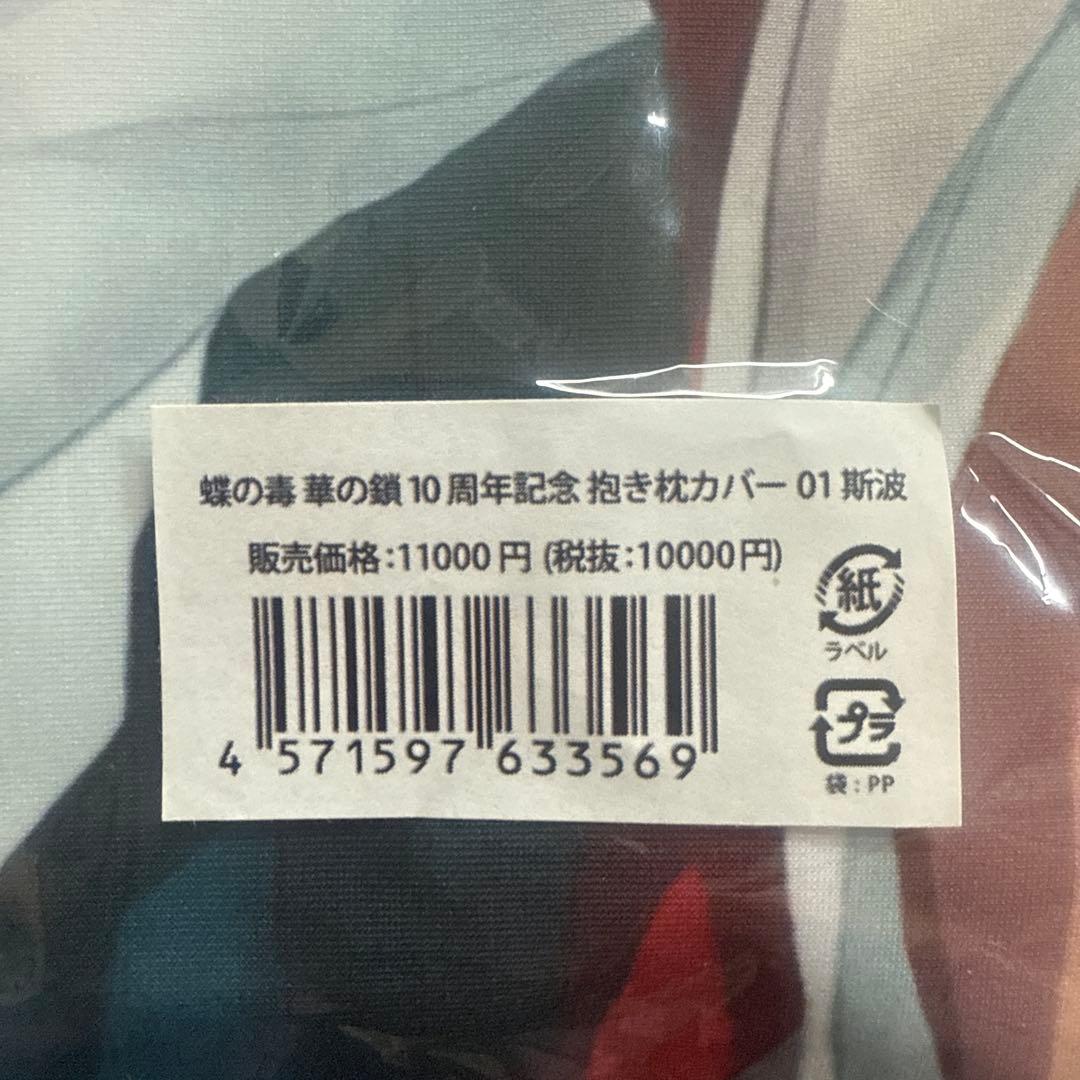 蝶の毒 華の鎖10周年記念 抱き枕カバー 01 斯波
販売価格:11000円 (税抜:10000円)
4 571597 633569
紙
ラベル
プラ
袋:PP